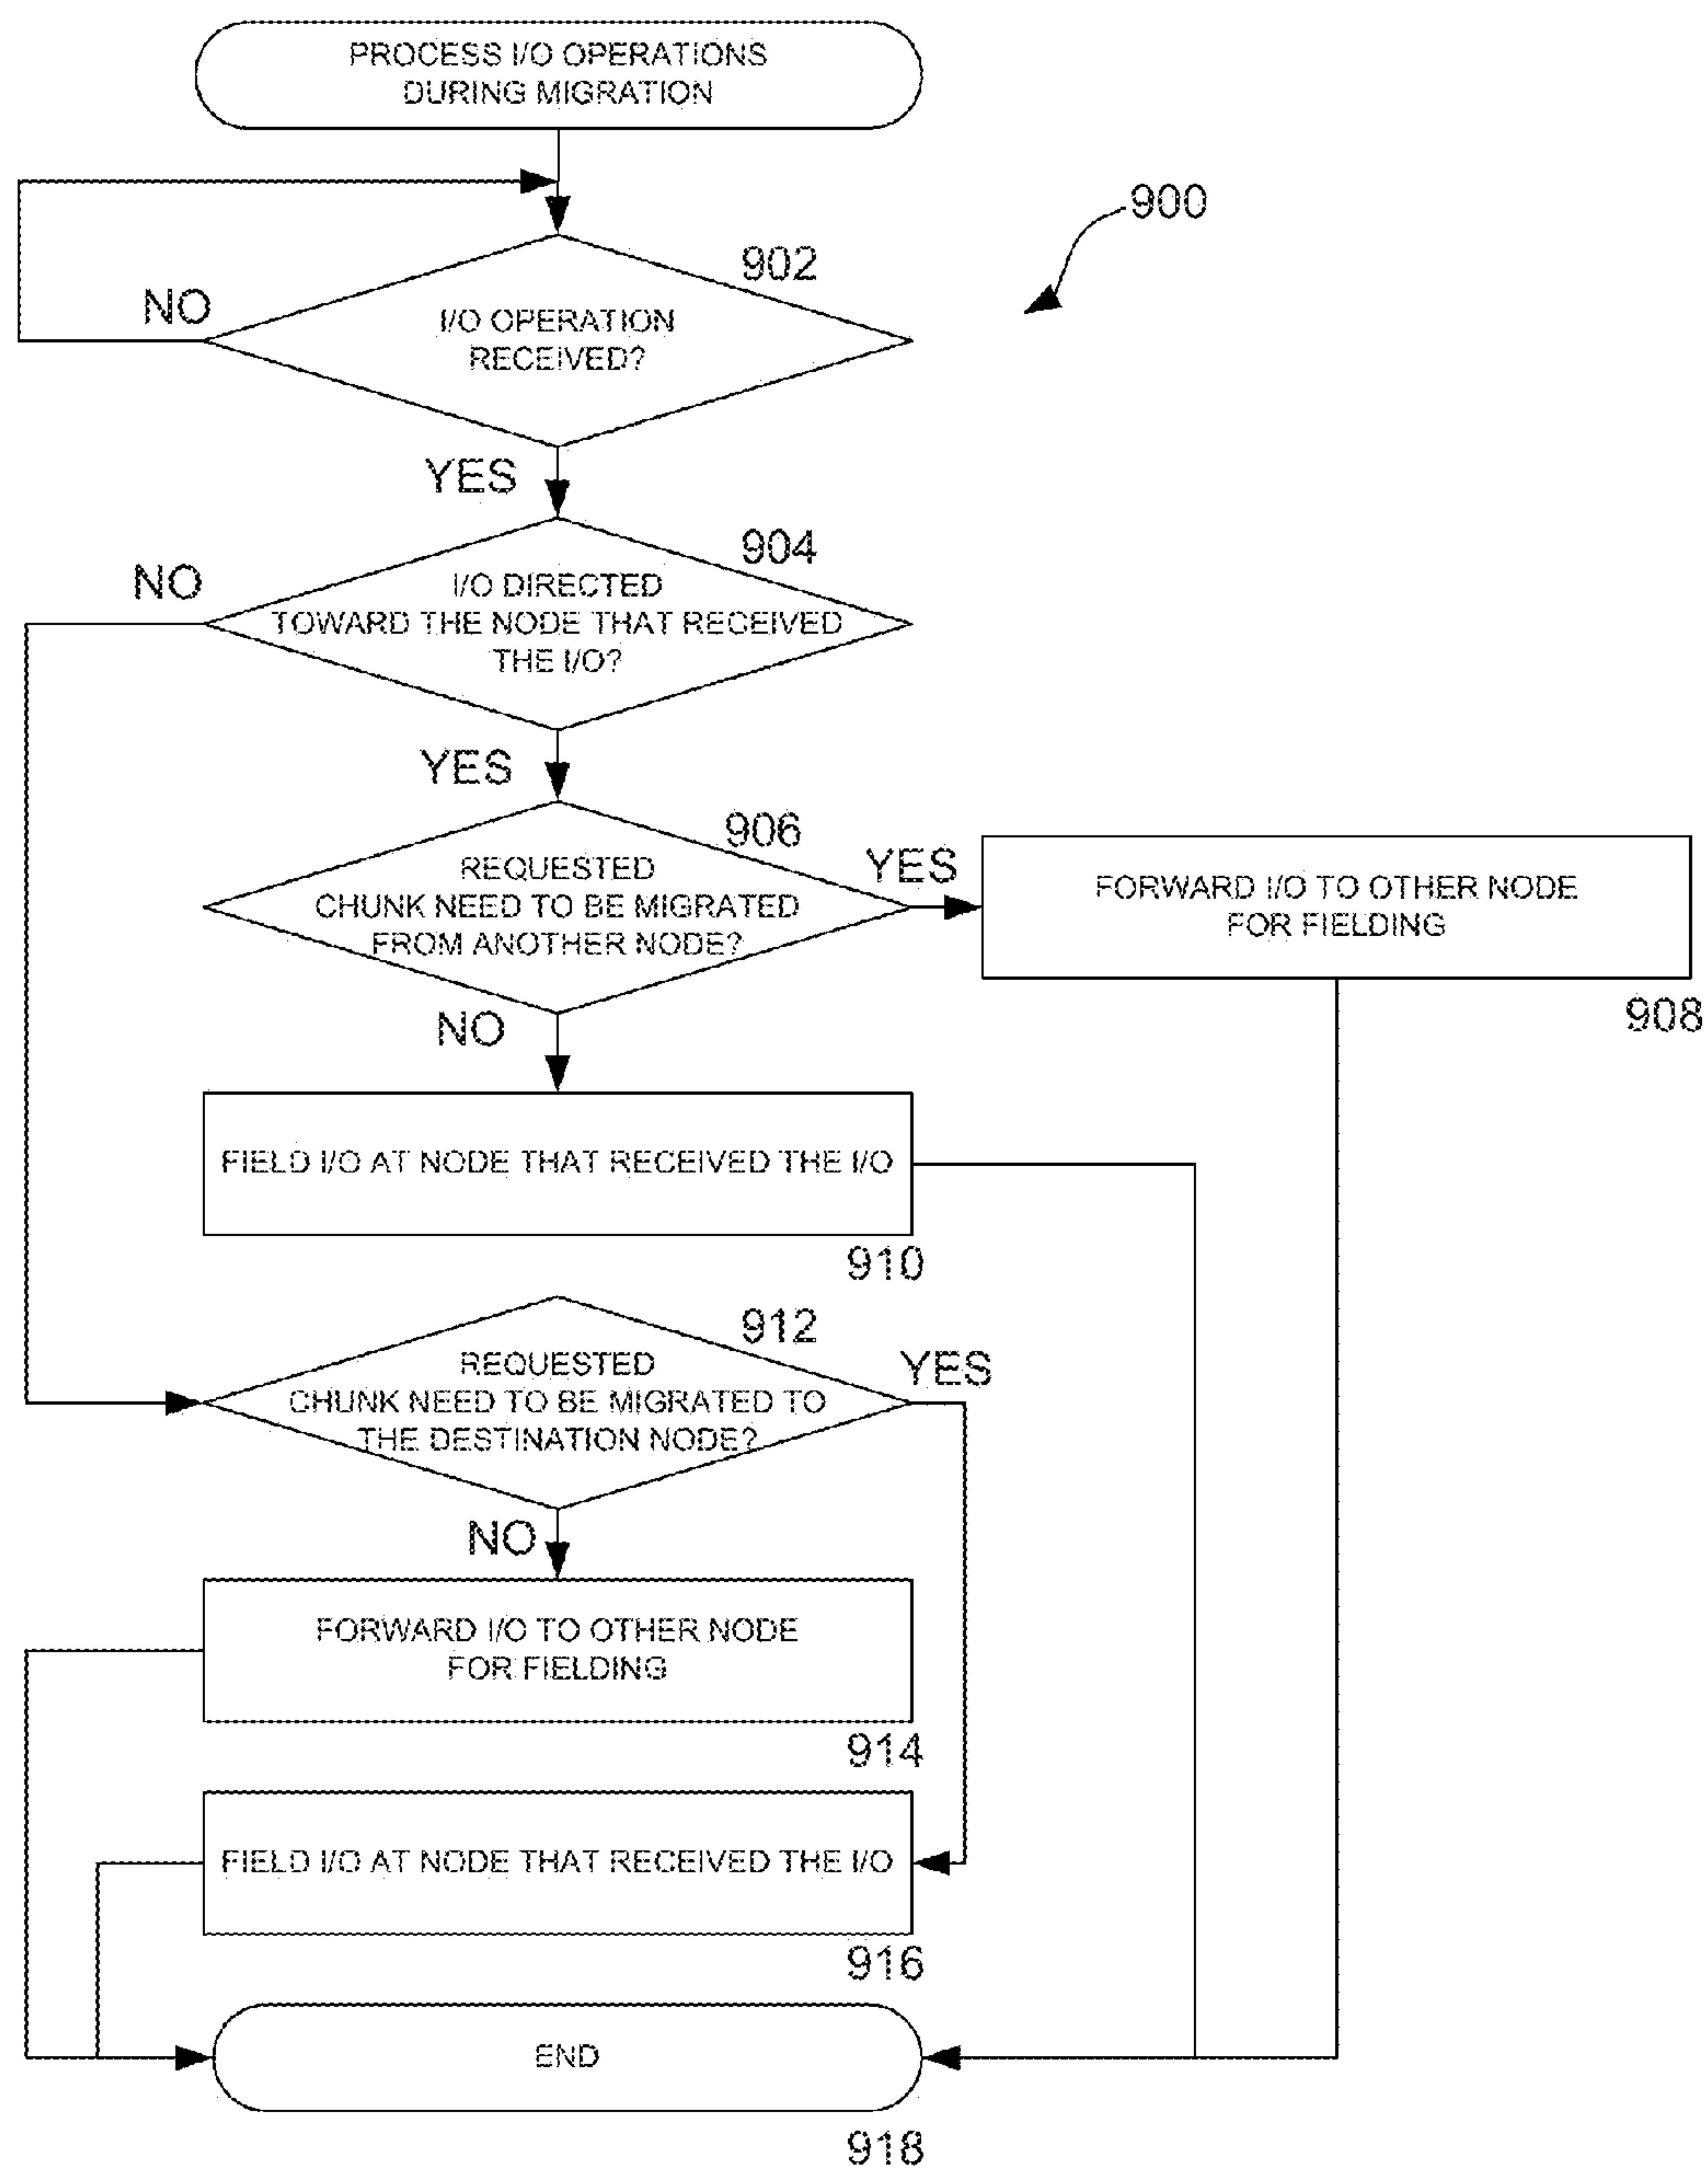 PROCESS I/O OPERATIONS
DURING MIGRATION
900
902
NO
I/O OPERATION
RECEIVED?
YES
904
NO
I/O DIRECTED
TOWARD THE NODE THAT RECEIVED
THE I/O?
YES
906
YES
REQUESTED
CHUNK NEED TO BE MIGRATED
FROM ANOTHER NODE?
FORWARD I/O TO OTHER NODE
FOR FIELDING
908
NO
FIELD I/O AT NODE THAT RECEIVED THE I/O
910
912
YES
REQUESTED
CHUNK NEED TO BE MIGRATED TO
THE DESTINATION NODE?
NO
FORWARD I/O TO OTHER NODE
FOR FIELDING
914
FIELD I/O AT NODE THAT RECEIVED THE I/O
916
END
918